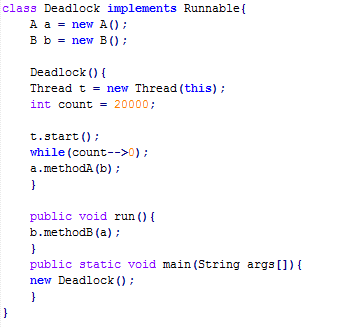 class Deadlock implements Runnable{
    A a = new A();
    B b = new B();

    Deadlock(){
    Thread t = new Thread(this);
    int count = 20000;

    t.start();
    while(count-->0);
    a.methodA(b);
    }

    public void run(){
    b.methodB(a);
    }
    public static void main(String args[]){
    new Deadlock();
    }
}